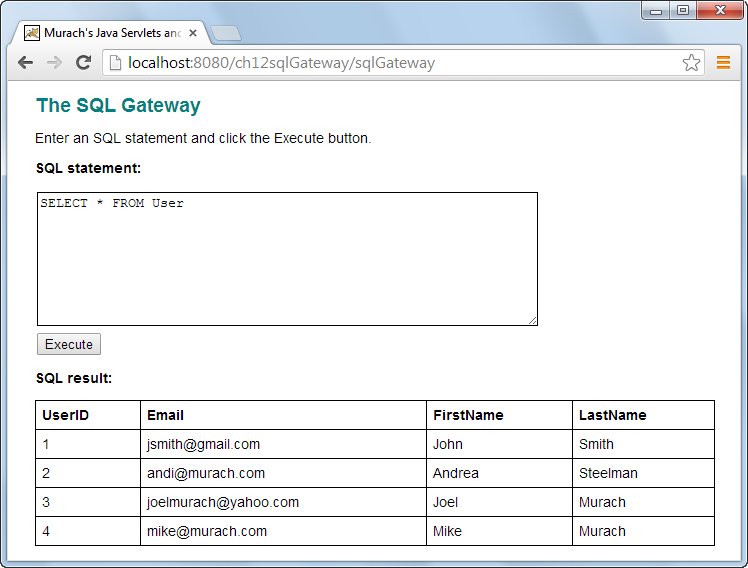 Murach's Java Servlets and
localhost:8080/ch12sqlGateway/sqlGateway
The SQL Gateway
Enter an SQL statement and click the Execute button.
SQL statement:
SELECT * FROM User
Execute
SQL result:
UserID Email FirstName LastName
1 jsmith@gmail.com John Smith
2 andi@murach.com Andrea Steelman
3 joelmurach@yahoo.com Joel Murach
4 mike@murach.com Mike Murach